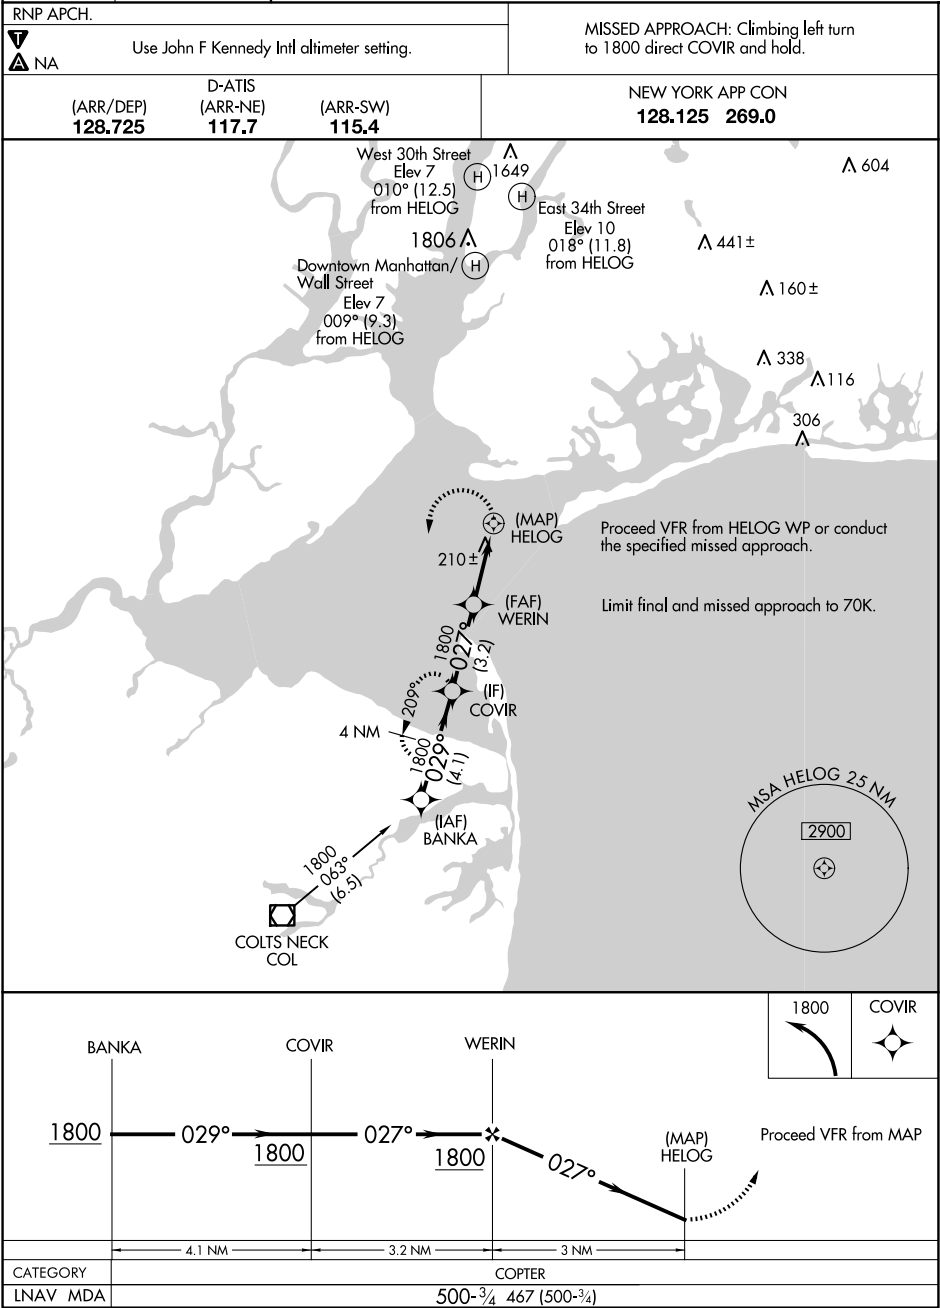 RNP APCH.
T
A NA
Use John F Kennedy Intl altimeter setting.
MISSED APPROACH: Climbing left turn
to 1800 direct COVIR and hold.
D-ATIS
(ARR/DEP) (ARR-NE) (ARR-SW)
128.725 117.7 115.4
NEW YORK APP CON
128.125 269.0
West 30th Street
Elev 7
010° (12.5)
from HELOG
H
1649
H
East 34th Street
Elev 10
018° (11.8)
from HELOG
604
441±
1806
Downtown Manhattan/
Wall Street
Elev 7
009° (9.3)
from HELOG
H
160±
338
116
306
(MAP)
HELOG
210±
Proceed VFR from HELOG WP or conduct
the specified missed approach.
(FAF)
WERIN
Limit final and missed approach to 70K.
1800
027°
(3.2)
209°
(IF)
COVIR
4 NM
1800
029°
(4.1)
(IAF)
BANKA
1800
063°
(6.5)
COLTS NECK
COL
MSA HELOG 25 NM
2900
1800
COVIR
BANKA COVIR WERIN
1800 029° 1800 027° 1800
027°
(MAP)
HELOG
Proceed VFR from MAP
4.1 NM 3.2 NM 3 NM
CATEGORY COPTER
LNAV MDA 500-¾ 467 (500-¾)